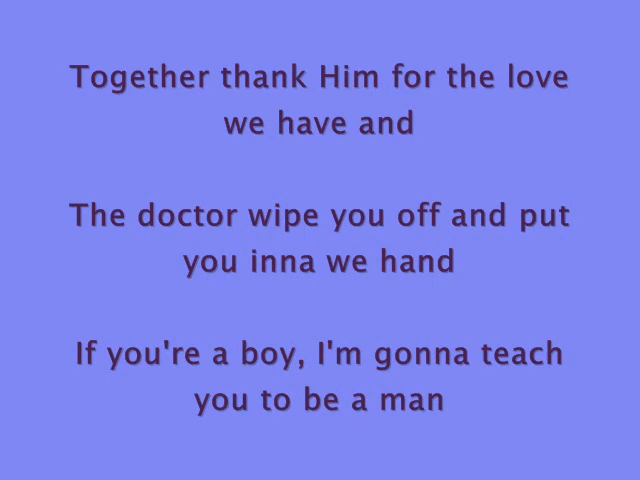 Together thank Him for the love
we have and
The doctor wipe you off and put
you inna we hand
If you're a boy, I'm gonna teach
you to be a man